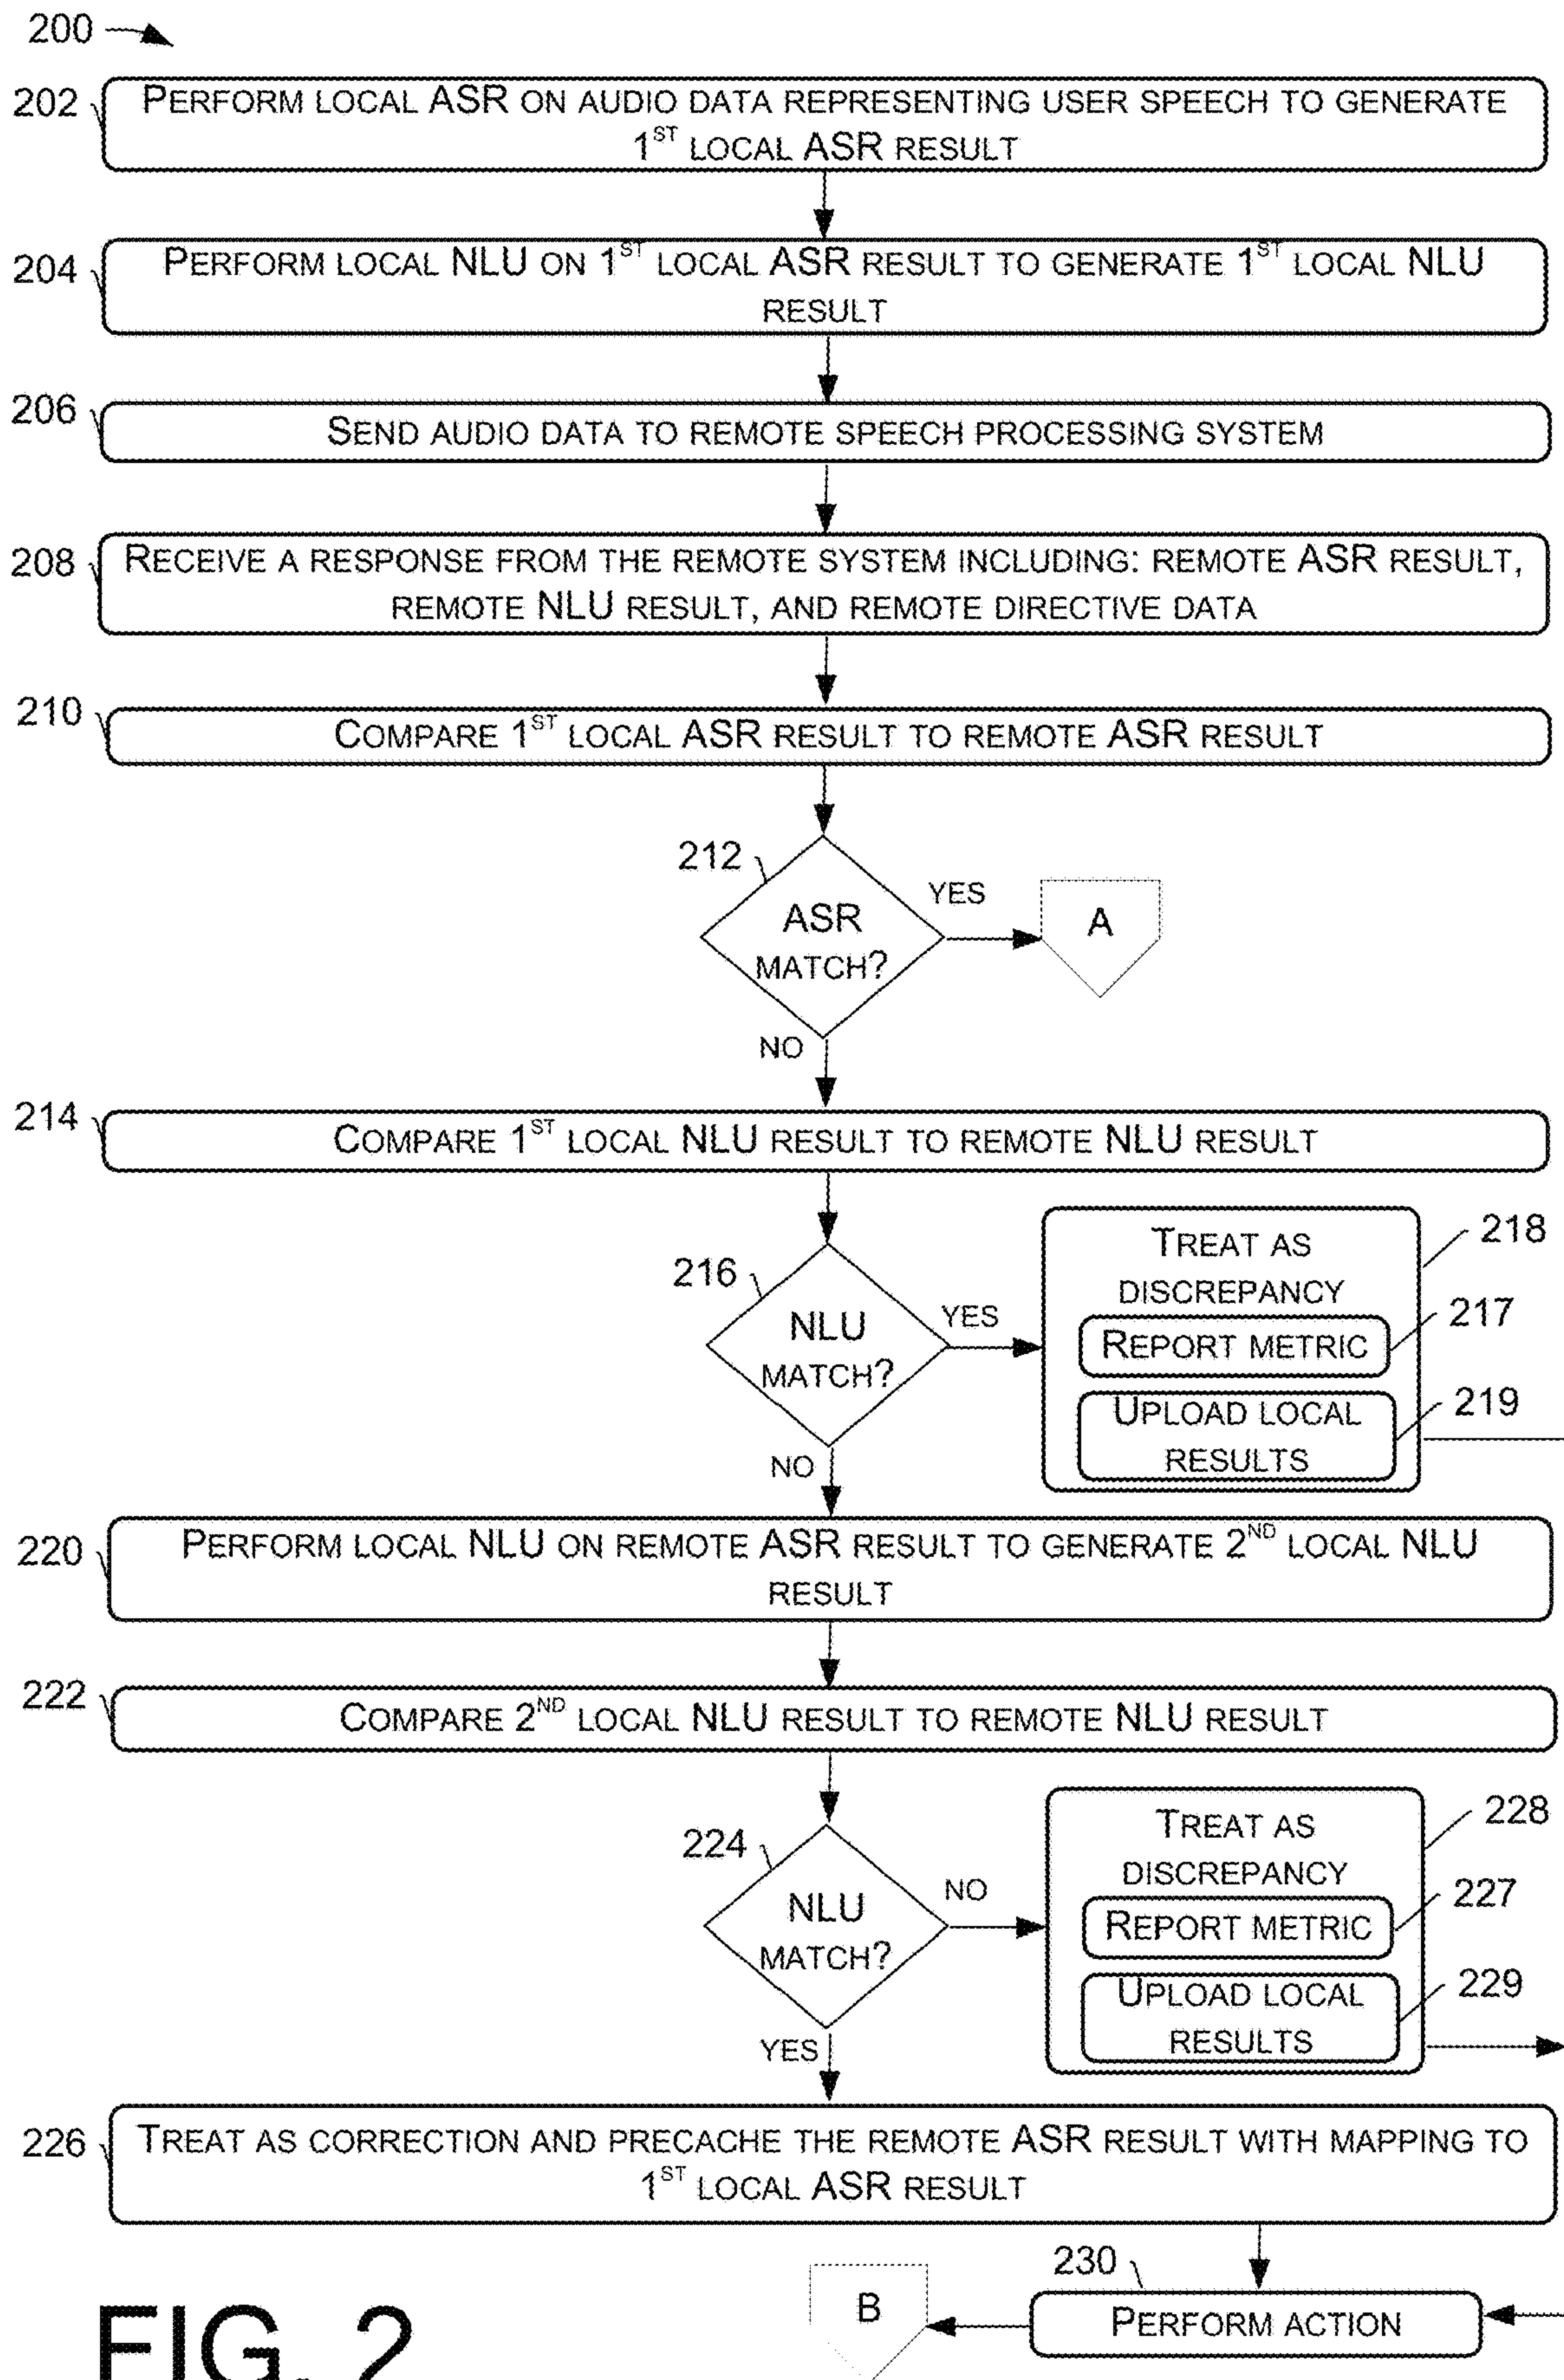 200
202
PERFORM LOCAL ASR ON AUDIO DATA REPRESENTING USER SPEECH TO GENERATE
1ST LOCAL ASR RESULT
204
PERFORM LOCAL NLU ON 1ST LOCAL ASR RESULT TO GENERATE 1ST LOCAL NLU
RESULT
206
SEND AUDIO DATA TO REMOTE SPEECH PROCESSING SYSTEM
208
RECEIVE A RESPONSE FROM THE REMOTE SYSTEM INCLUDING: REMOTE ASR RESULT,
REMOTE NLU RESULT, AND REMOTE DIRECTIVE DATA
210
COMPARE 1ST LOCAL ASR RESULT TO REMOTE ASR RESULT
212
ASR
MATCH?
YES
A
NO
214
COMPARE 1ST LOCAL NLU RESULT TO REMOTE NLU RESULT
216
NLU
MATCH?
YES
TREAT AS
DISCREPANCY
218
REPORT METRIC
217
UPLOAD LOCAL
RESULTS
219
NO
220
PERFORM LOCAL NLU ON REMOTE ASR RESULT TO GENERATE 2ND LOCAL NLU
RESULT
222
COMPARE 2ND LOCAL NLU RESULT TO REMOTE NLU RESULT
224
NLU
MATCH?
NO
TREAT AS
DISCREPANCY
228
REPORT METRIC
227
UPLOAD LOCAL
RESULTS
229
YES
226
TREAT AS CORRECTION AND PRECACHE THE REMOTE ASR RESULT WITH MAPPING TO
1ST LOCAL ASR RESULT
230
PERFORM ACTION
B
FIG. 2